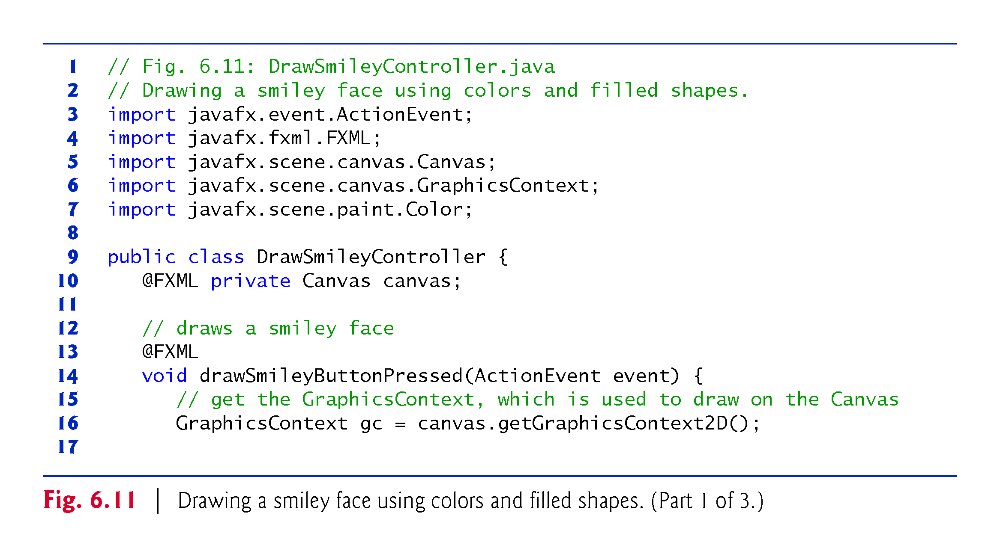 1 // Fig. 6.11: DrawSmileyController.java
2 // Drawing a smiley face using colors and filled shapes.
3 import javafx.event.ActionEvent;
4 import javafx.fxml.FXML;
5 import javafx.scene.canvas.Canvas;
6 import javafx.scene.canvas.GraphicsContext;
7 import javafx.scene.paint.Color;
8
9 public class DrawSmileyController {
10    @FXML private Canvas canvas;
11
12    // draws a smiley face
13    @FXML
14    void drawSmileyButtonPressed(ActionEvent event) {
15       // get the GraphicsContext, which is used to draw on the Canvas
16       GraphicsContext gc = canvas.getGraphicsContext2D();
17
Fig. 6.11 | Drawing a smiley face using colors and filled shapes. (Part 1 of 3.)